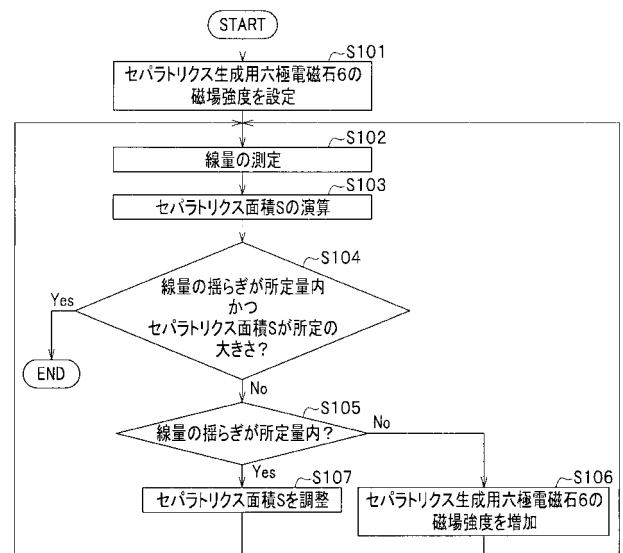 START
S101
セパラトリクス生成用六極電磁石6の
磁場強度を設定
S102
線量の測定
S103
セパラトリクス面積Sの演算
S104
線量の揺らぎが所定量内
かつ
セパラトリクス面積Sが所定の
大きさ?
Yes
END
No
S105
線量の揺らぎが所定量内?
No
Yes
S107
セパラトリクス面積Sを調整
S106
セパラトリクス生成用六極電磁石6の
磁場強度を増加